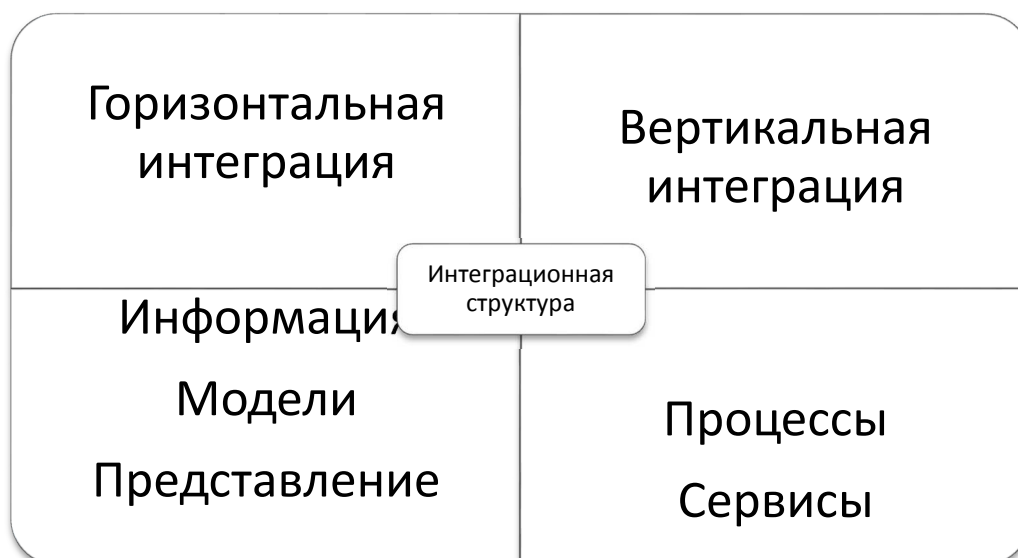 Горизонтальная
интеграция
Вертикальная
интеграция
Интеграционная
структура
Информация
Модели
Представление
Процессы
Сервисы